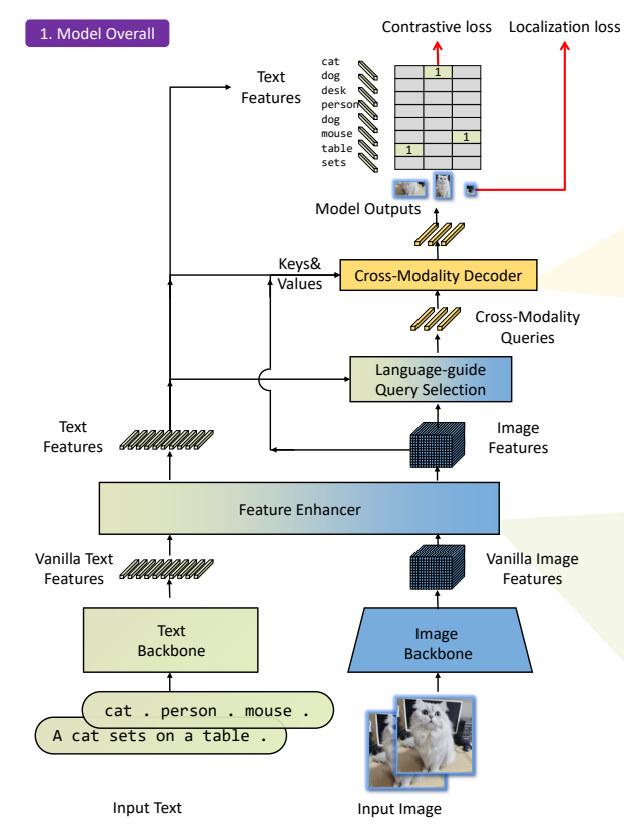 1. Model Overall
Contrastive loss
Localization loss
Text
Features
cat
dog
desk
person
dog
mouse
table
sets
1
1
1
Model Outputs
Keys&
Values
Cross-Modality Decoder
Cross-Modality
Queries
Language-guide
Query Selection
Text
Features
Image
Features
Feature Enhancer
Vanilla Text
Features
Vanilla Image
Features
Text
Backbone
Image
Backbone
cat . person . mouse .
A cat sets on a table .
Input Text
Input Image